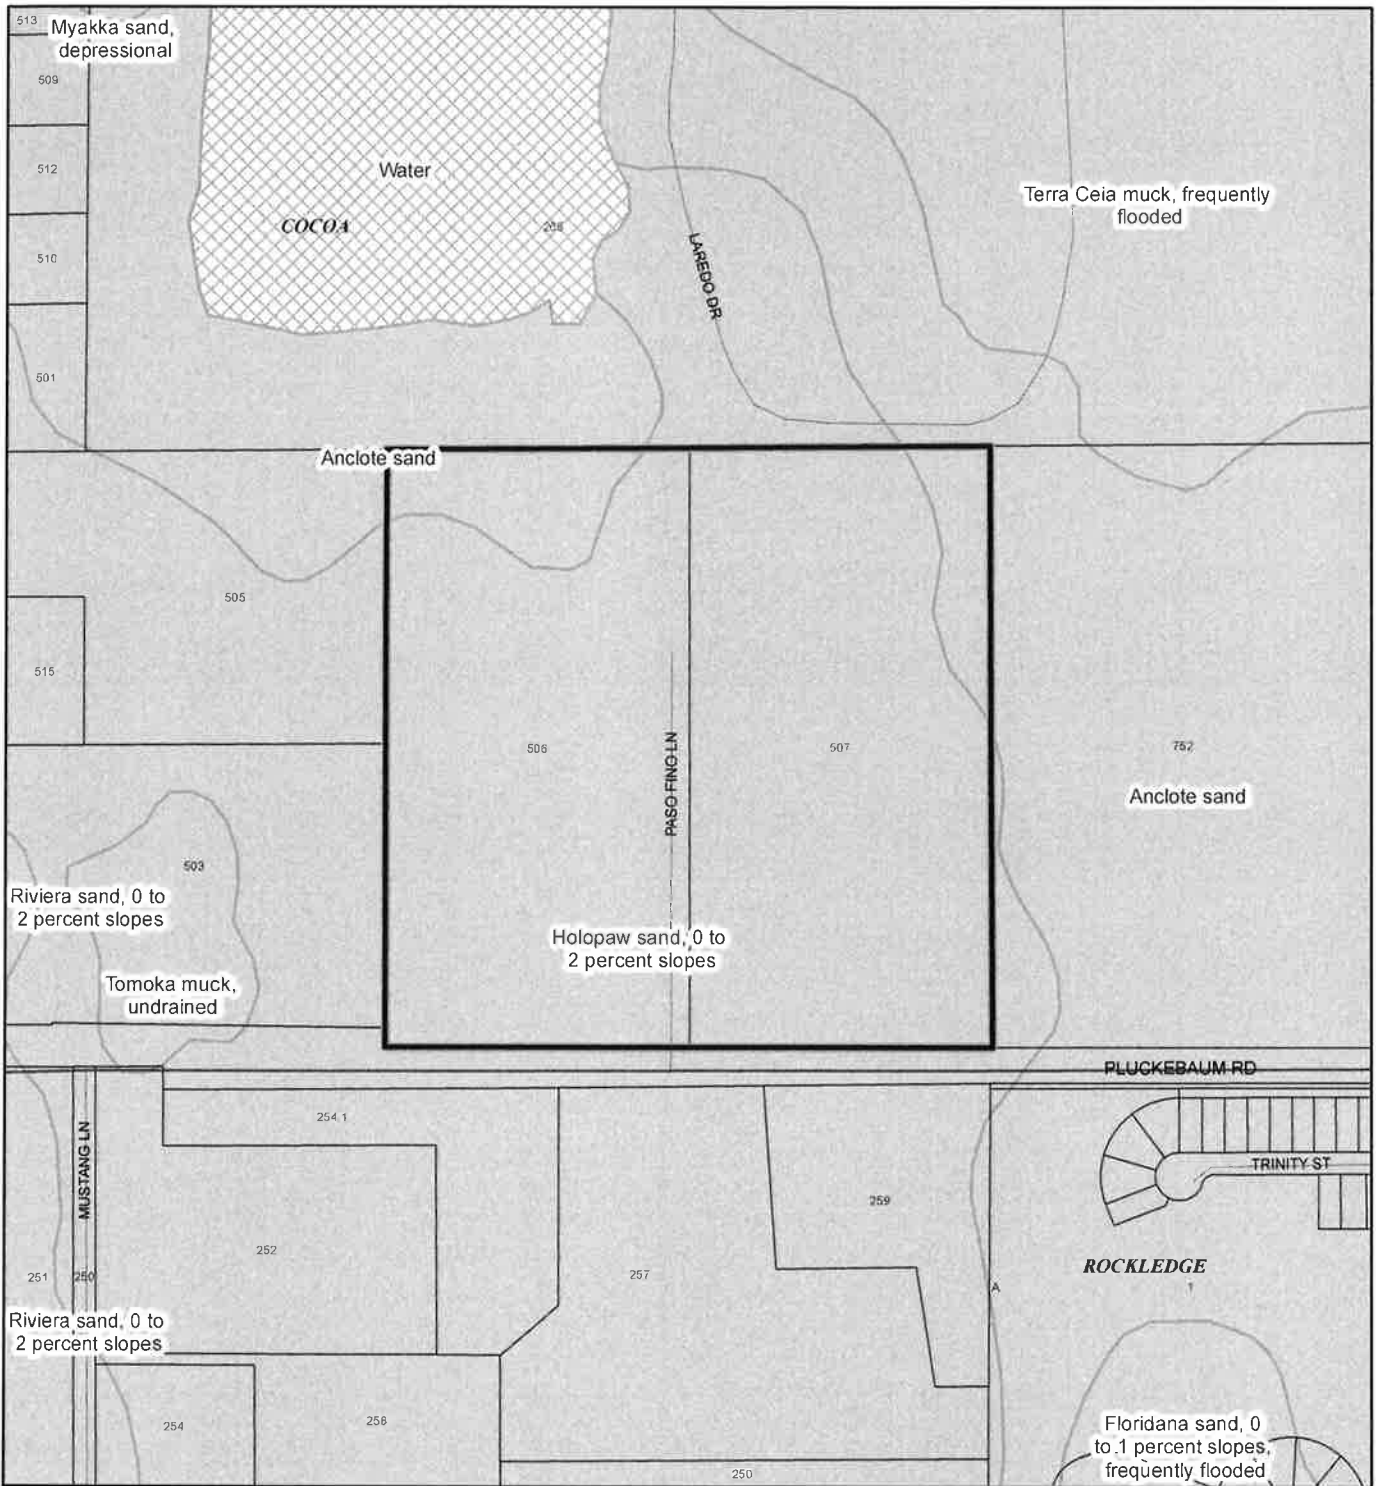 513
Myakka sand,
depressional
509
512
Water
Terra Ceia muck, frequently
flooded
COCOA
510
LAREDO DR
501
Anclote sand
505
515
506
PASO FINO LN
507
752
Anclote sand
503
Riviera sand, 0 to
2 percent slopes
Holopaw sand, 0 to
2 percent slopes
Tomoka muck,
undrained
PLUCKEBAUM RD
254.1
MUSTANG LN
TRINITY ST
259
252
257
ROCKLEDGE
251
250
A
1
Riviera sand, 0 to
2 percent slopes
254
256
Floridana sand, 0
to 1 percent slopes,
frequently flooded
250